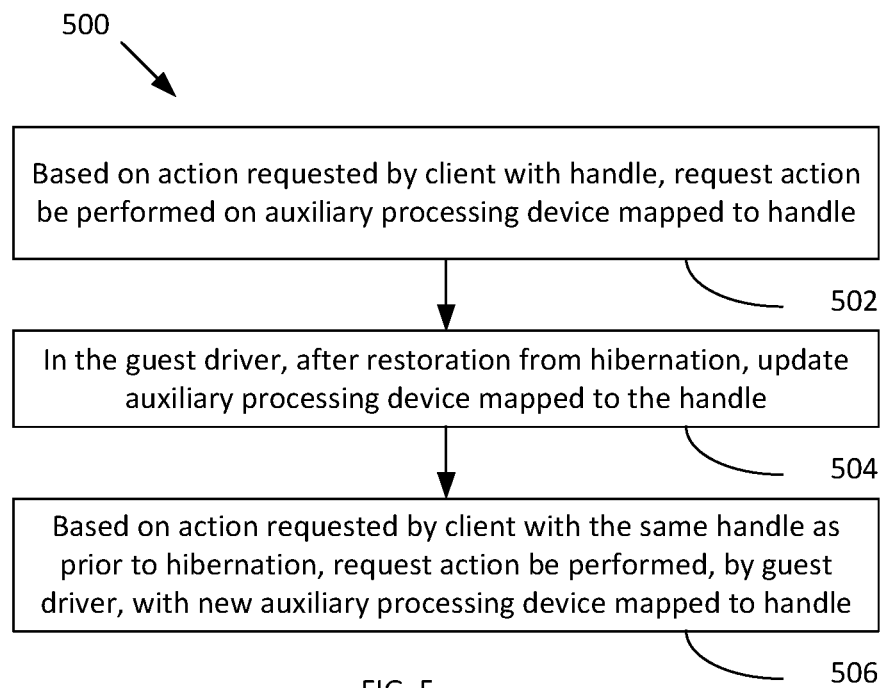 500
Based on action requested by client with handle, request action
be performed on auxiliary processing device mapped to handle
502
In the guest driver, after restoration from hibernation, update
auxiliary processing device mapped to the handle
504
Based on action requested by client with the same handle as
prior to hibernation, request action be performed, by guest
driver, with new auxiliary processing device mapped to handle
506